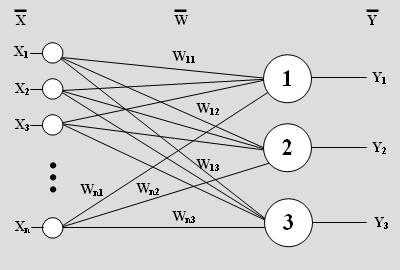 X̅ W̅ Y̅
X1 W11 1 Y1
X2 W12 2 Y2
X3 W13 3 Y3
Xn Wn1 Wn2 Wn3